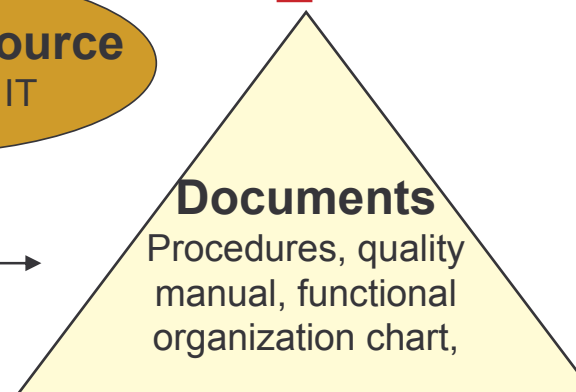 ource
IT
Documents
Procedures, quality
manual, functional
organization chart,